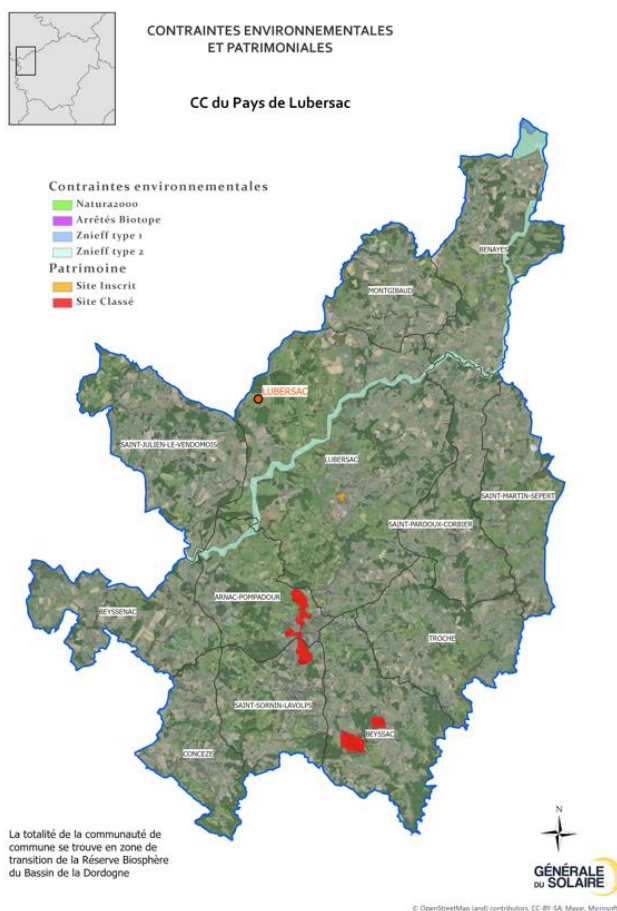 CONTRAINTES ENVIRONNEMENTALES
ET PATRIMONIALES
CC du Pays de Lubersac
Contraintes environnementales
Natura2000
Arrêtés Biotope
Znieff type 1
Znieff type 2
Patrimoine
Site Inscrit
Site Classé
BENAYES
MONTGIBAUD
LUBERSAC
SAINT-JULIEN-LE-VENDOMOIS
LUBERSAC
SAINT-MARTIN-SEPERT
SAINT-PARDOUX-CORBIER
ARNAC-POMPADOUR
BEYSSENAC
TROCHE
SAINT-SORNIN-LAVOLPS
BEYSSAC
CONCEZE
La totalité de la communauté de
commune se trouve en zone de
transition de la Réserve Biosphère
du Bassin de la Dordogne
N
GÉNÉRALE
DU SOLAIRE
© OpenStreetMap (and) contributors, CC-BY-SA; Maxar, Microsoft